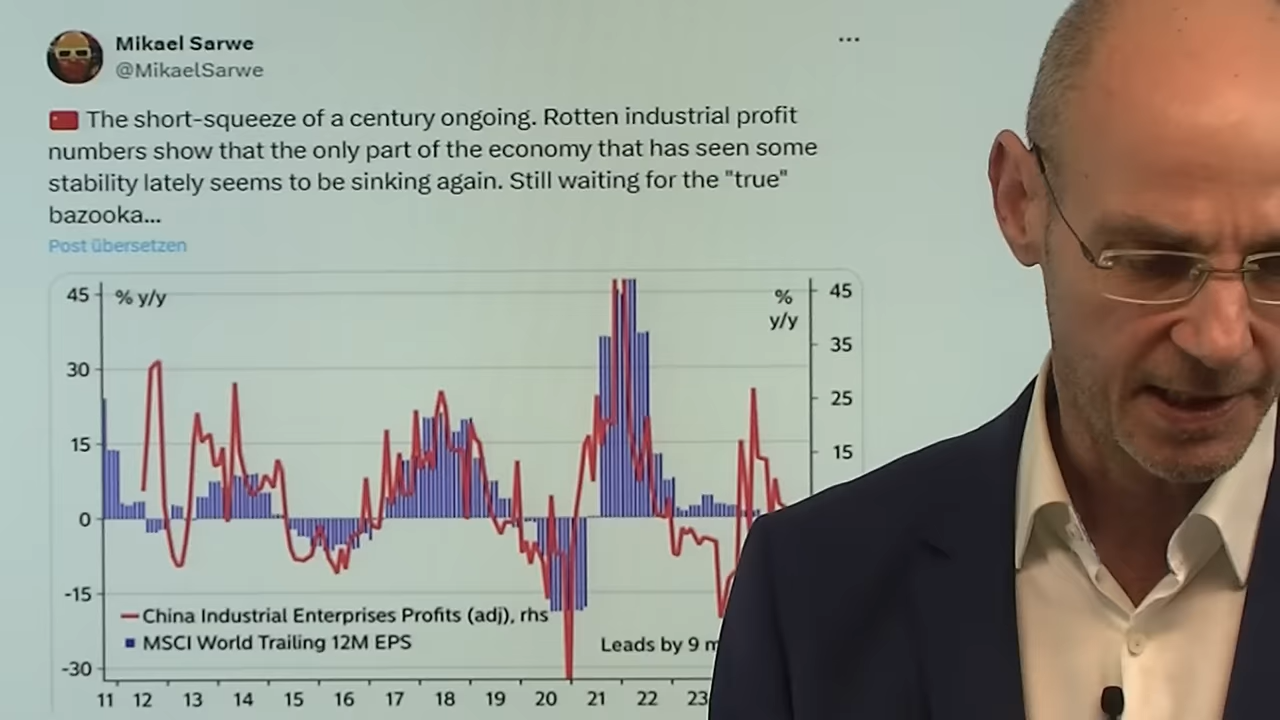 Mikael Sarwe
@MikaelSarwe
The short-squeeze of a century ongoing. Rotten industrial profit
numbers show that the only part of the economy that has seen some
stability lately seems to be sinking again. Still waiting for the "true"
bazooka...
Post übersetzen
45 % y/y % 45
y/y
35
30
25
15 15
0
-15
China Industrial Enterprises Profits (adj), rhs
MSCI World Trailing 12M EPS Leads by 9
-30
11 12 13 14 15 16 17 18 19 20 21 22 23